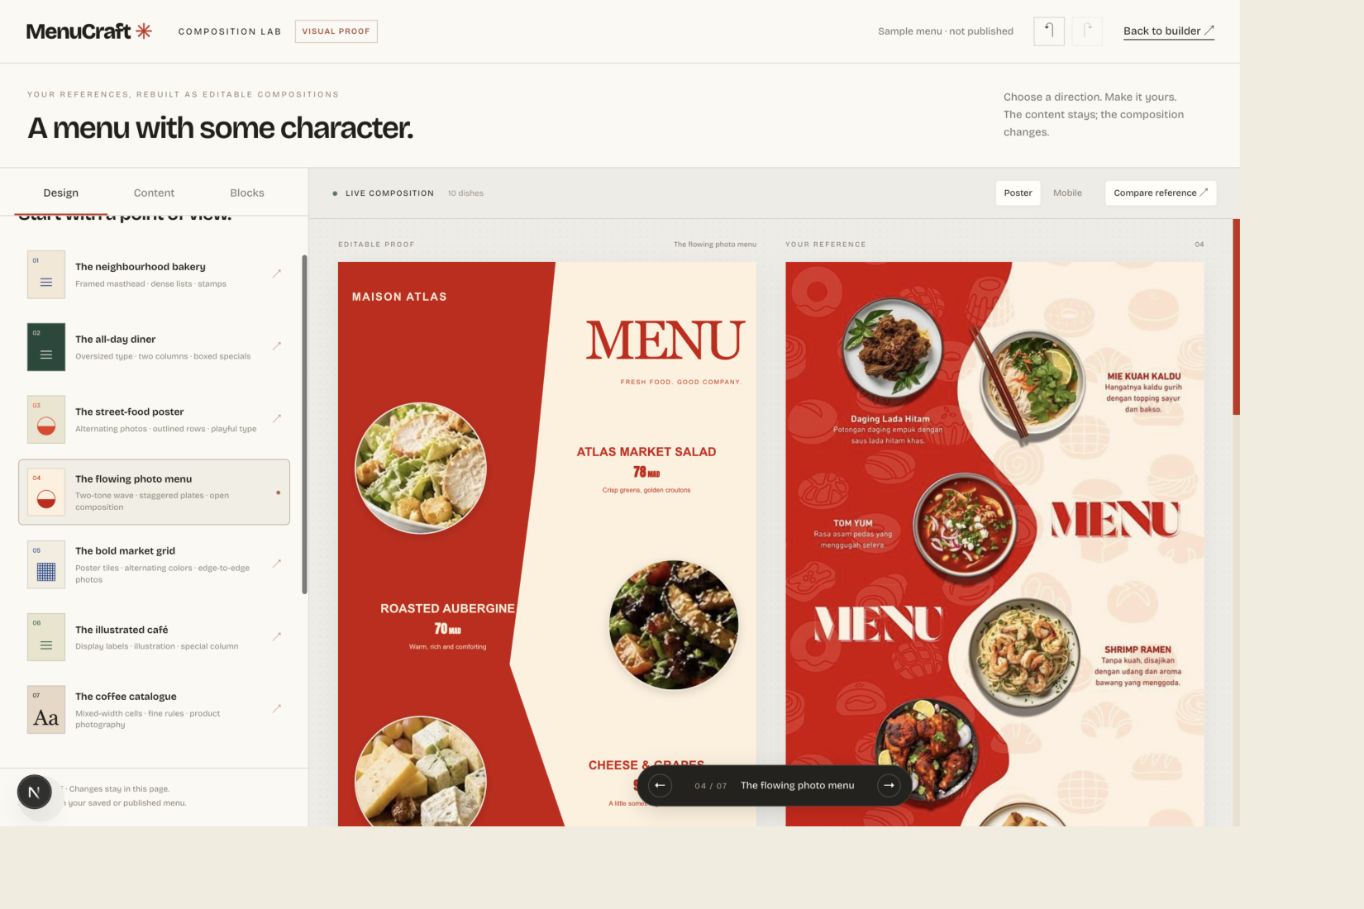 MenuCraft
COMPOSITION LAB
VISUAL PROOF
Sample menu · not published
Back to builder
YOUR REFERENCES, REBUILT AS EDITABLE COMPOSITIONS
A menu with some character.
Choose a direction. Make it yours.
The content stays; the composition
changes.
Design
Content
Blocks
Start with a point of view.
01
The neighbourhood bakery
Framed masthead · dense lists · stamps
02
The all-day diner
Oversized type · two columns · boxed specials
03
The street-food poster
Alternating photos · outlined rows · playful type
04
The flowing photo menu
Two-tone wave · staggered plates · open
composition
05
The bold market grid
Poster tiles · alternating colors · edge-to-edge
photos
06
The illustrated café
Display labels · illustration · special column
07
Aa
The coffee catalogue
Mixed-width cells · fine rules · product
photography
N
· Changes stay in this page.
your saved or published menu.
LIVE COMPOSITION
10 dishes
Poster
Mobile
Compare reference
EDITABLE PROOF
The flowing photo menu
MAISON ATLAS
MENU
FRESH FOOD. GOOD COMPANY.
ATLAS MARKET SALAD
78 MAD
Crisp greens, golden croutons
ROASTED AUBERGINE
70 MAD
Warm, rich and comforting
CHEESE & GRAPES
A little
YOUR REFERENCE
04
Daging Lada Hitam
Potongan daging empuk dengan
saus lada hitam khas.
MIE KUAH KALDU
Hangatnya kaldu gurih
dengan topping sayur
dan bakso.
TOM YUM
Rasa asam pedas yang
menggugah selera
MENU
MENU
SHRIMP RAMEN
Tanpa kuah, disajikan
dengan udang dan aroma
bawang yang menggoda.
04 / 07
The flowing photo menu